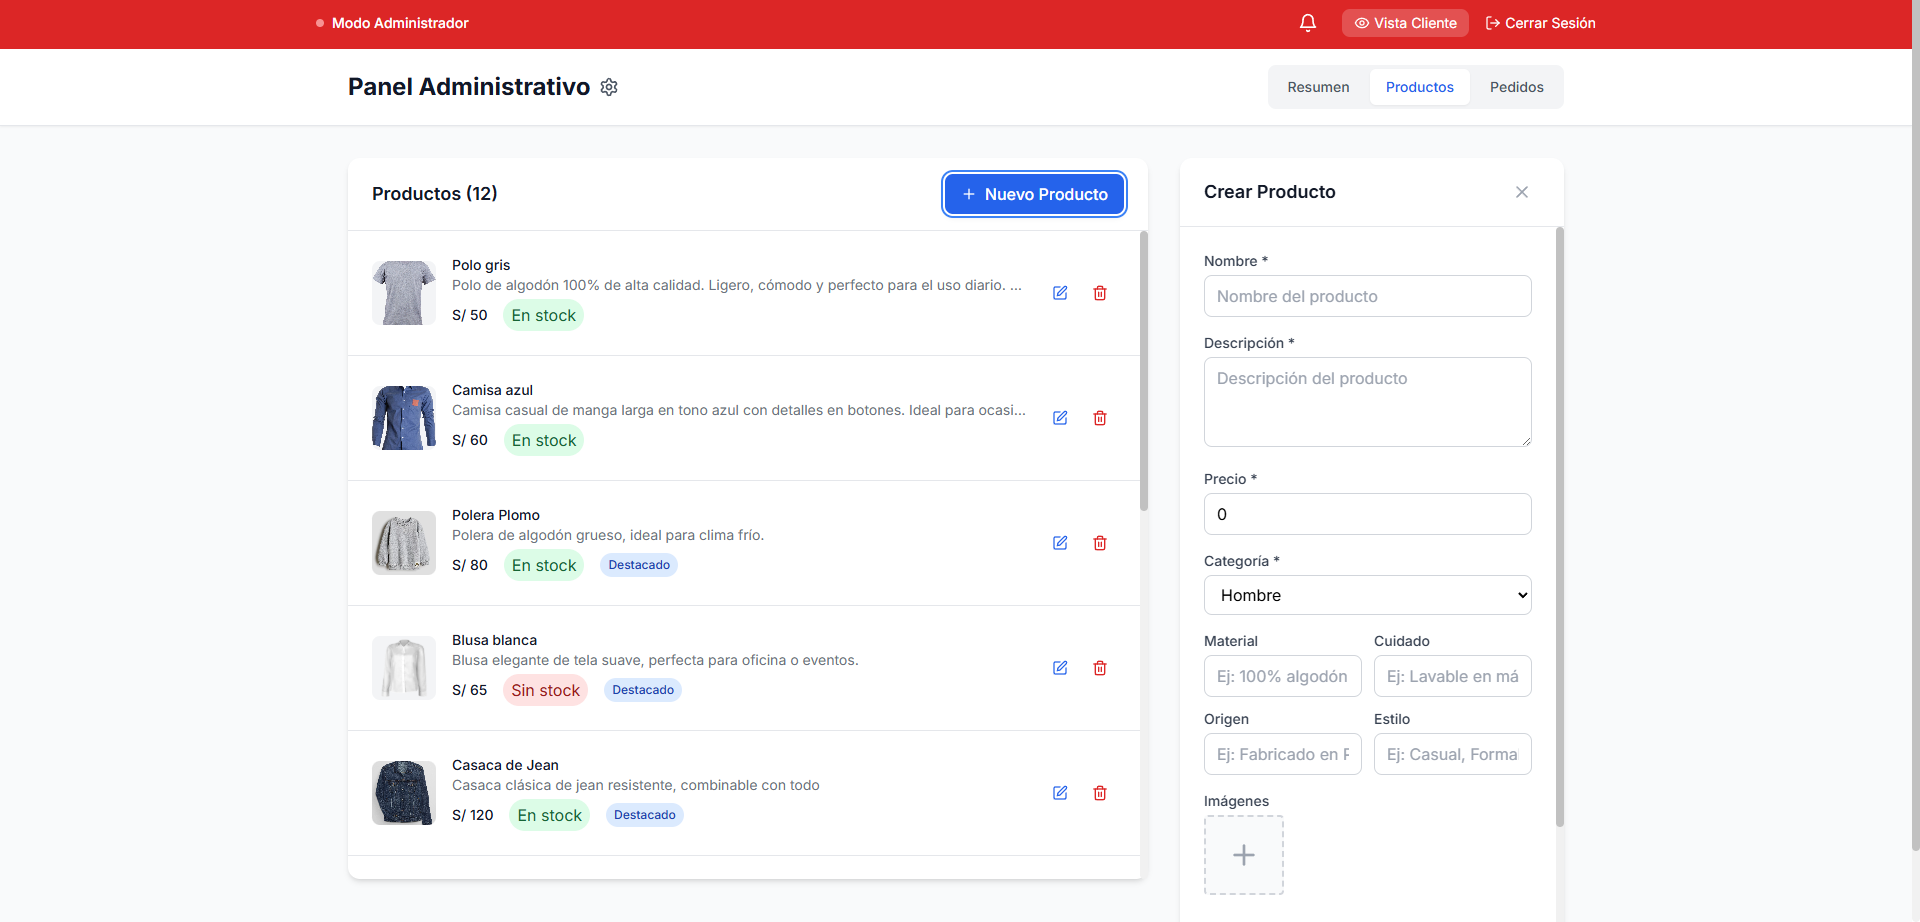 Modo Administrador
Vista Cliente
Cerrar Sesión
Panel Administrativo
Resumen
Productos
Pedidos
Productos (12)
Nuevo Producto
Polo gris
Polo de algodón 100% de alta calidad. Ligero, cómodo y perfecto para el uso diario. ...
S/ 50
En stock
Camisa azul
Camisa casual de manga larga en tono azul con detalles en botones. Ideal para ocasi...
S/ 60
En stock
Polera Plomo
Polera de algodón grueso, ideal para clima frío.
S/ 80
En stock
Destacado
Blusa blanca
Blusa elegante de tela suave, perfecta para oficina o eventos.
S/ 65
Sin stock
Destacado
Casaca de Jean
Casaca clásica de jean resistente, combinable con todo
S/ 120
En stock
Destacado
Crear Producto
Nombre *
Nombre del producto
Descripción *
Descripción del producto
Precio *
0
Categoría *
Hombre
Material
Cuidado
Ej: 100% algodón
Ej: Lavable en má
Origen
Estilo
Ej: Fabricado en P
Ej: Casual, Formal
Imágenes